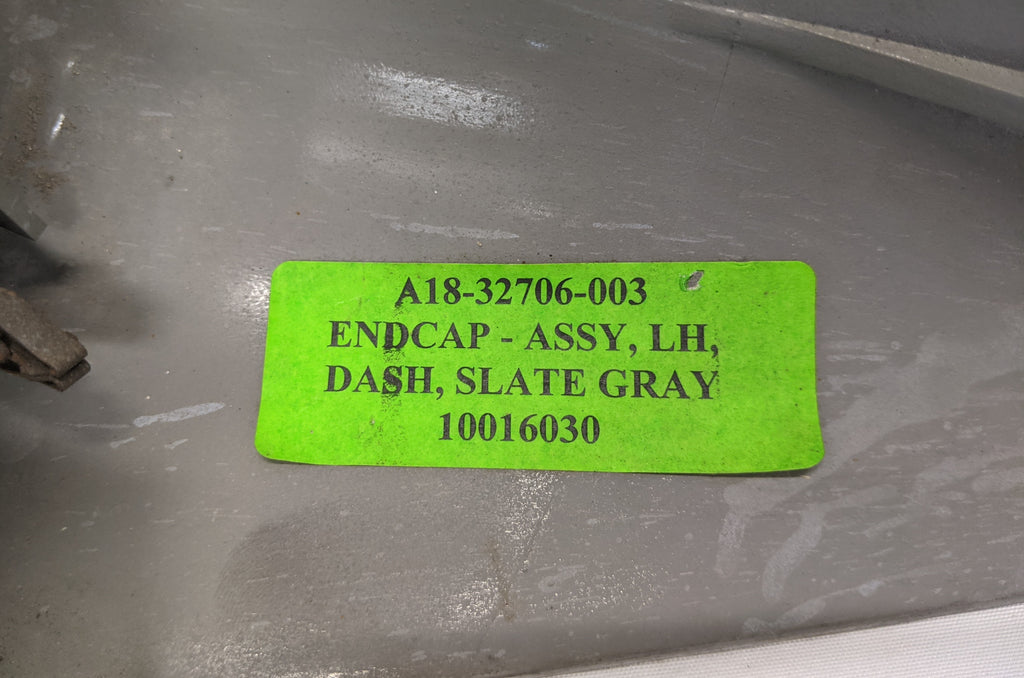 A18-32706-003
ENDCAP - ASSY, LH,
DASH, SLATE GRAY
10016030